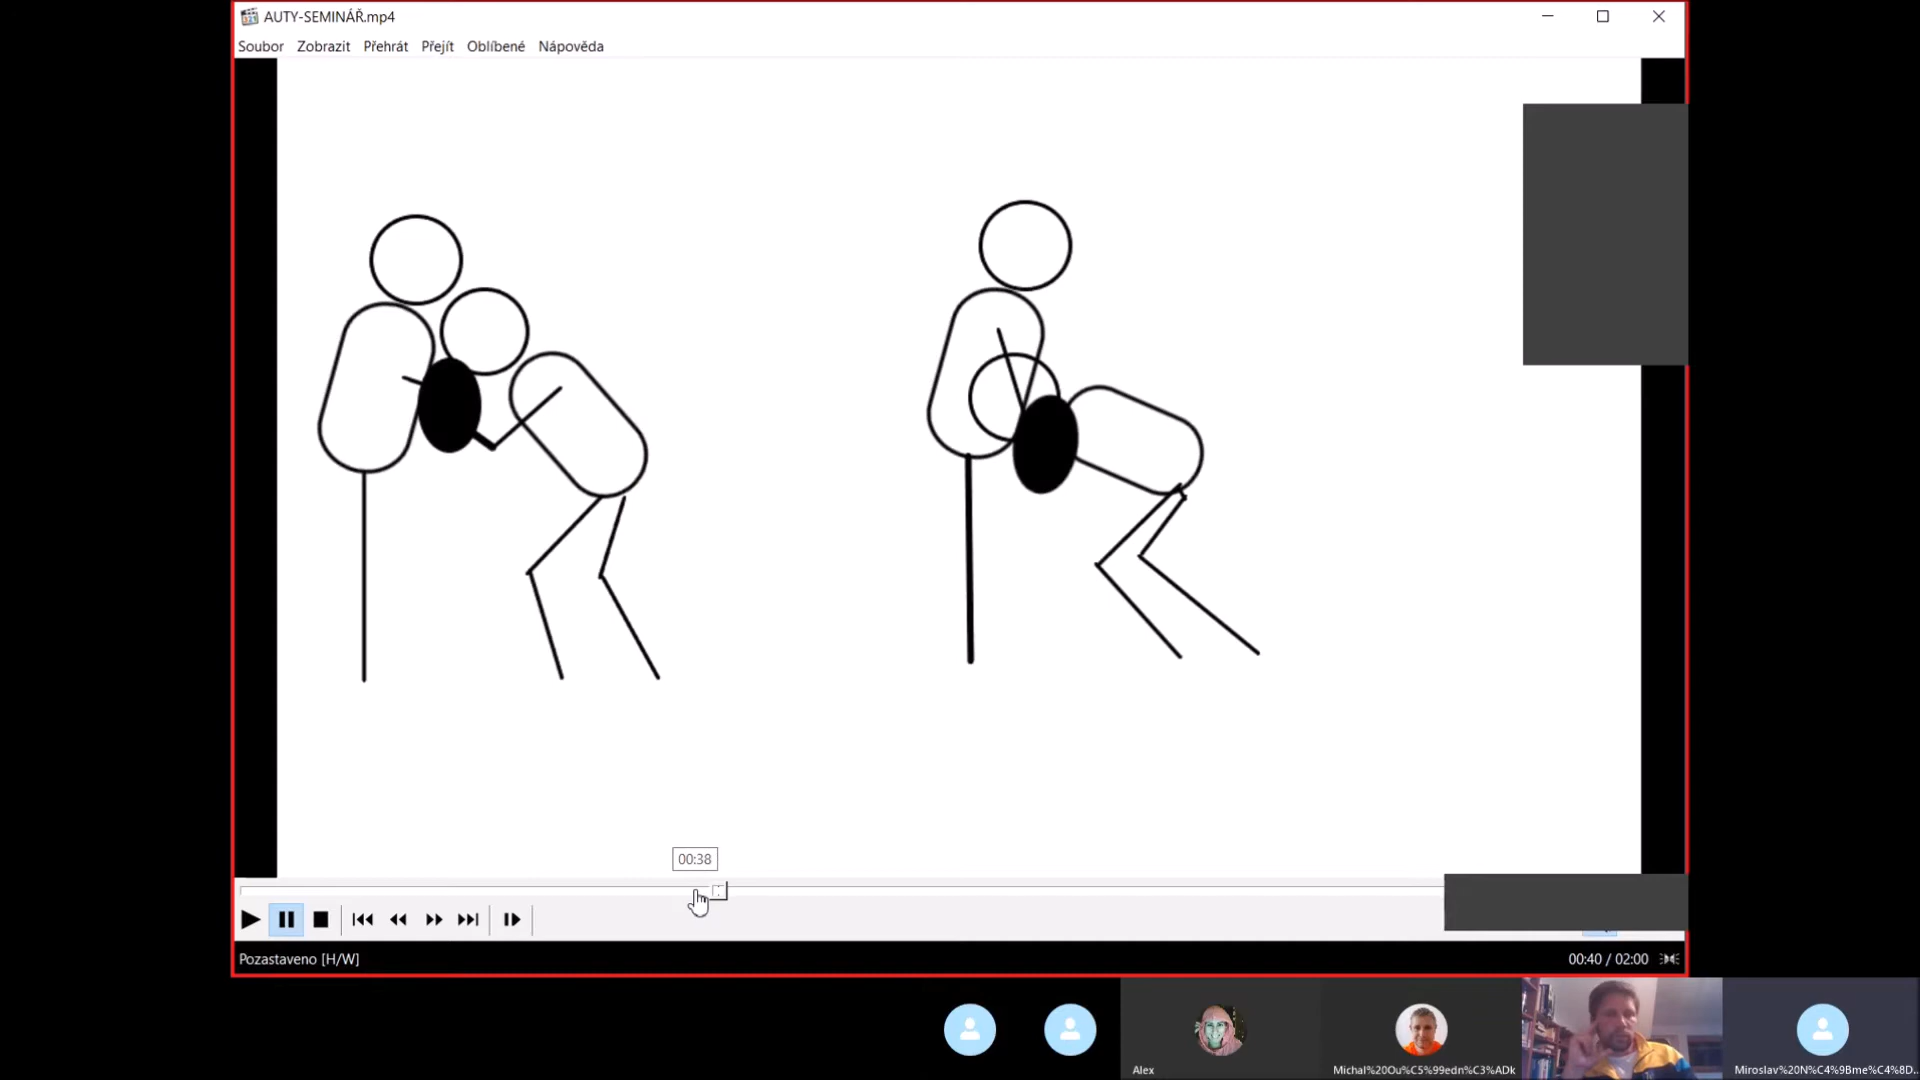 AUTY-SEMINÁŘ.mp4
Soubor Zobrazit Přehrát Přejít Oblíbené Nápověda
00:38
Pozastaveno [H/W]
00:40 / 02:00
Alex
Michal%20Ou%C5%99edn%C3%ADk
Miroslav%20N%C4%9Bme%C4%8D...